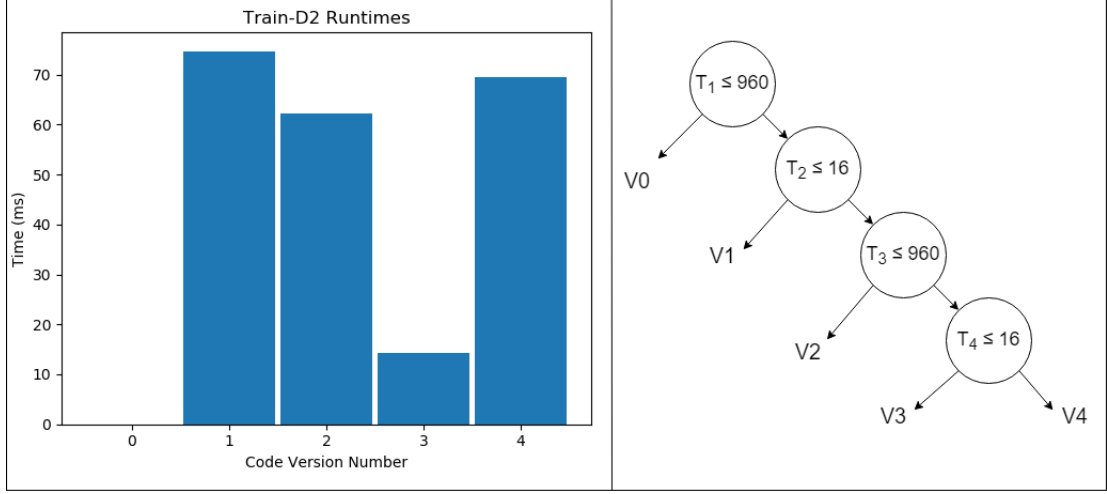 Train-D2 Runtimes
70
60
50
40
30
20
10
0
Time (ms)
0 1 2 3 4
Code Version Number
T1 ≤ 960
V0
T2 ≤ 16
V1
T3 ≤ 960
V2
T4 ≤ 16
V3
V4